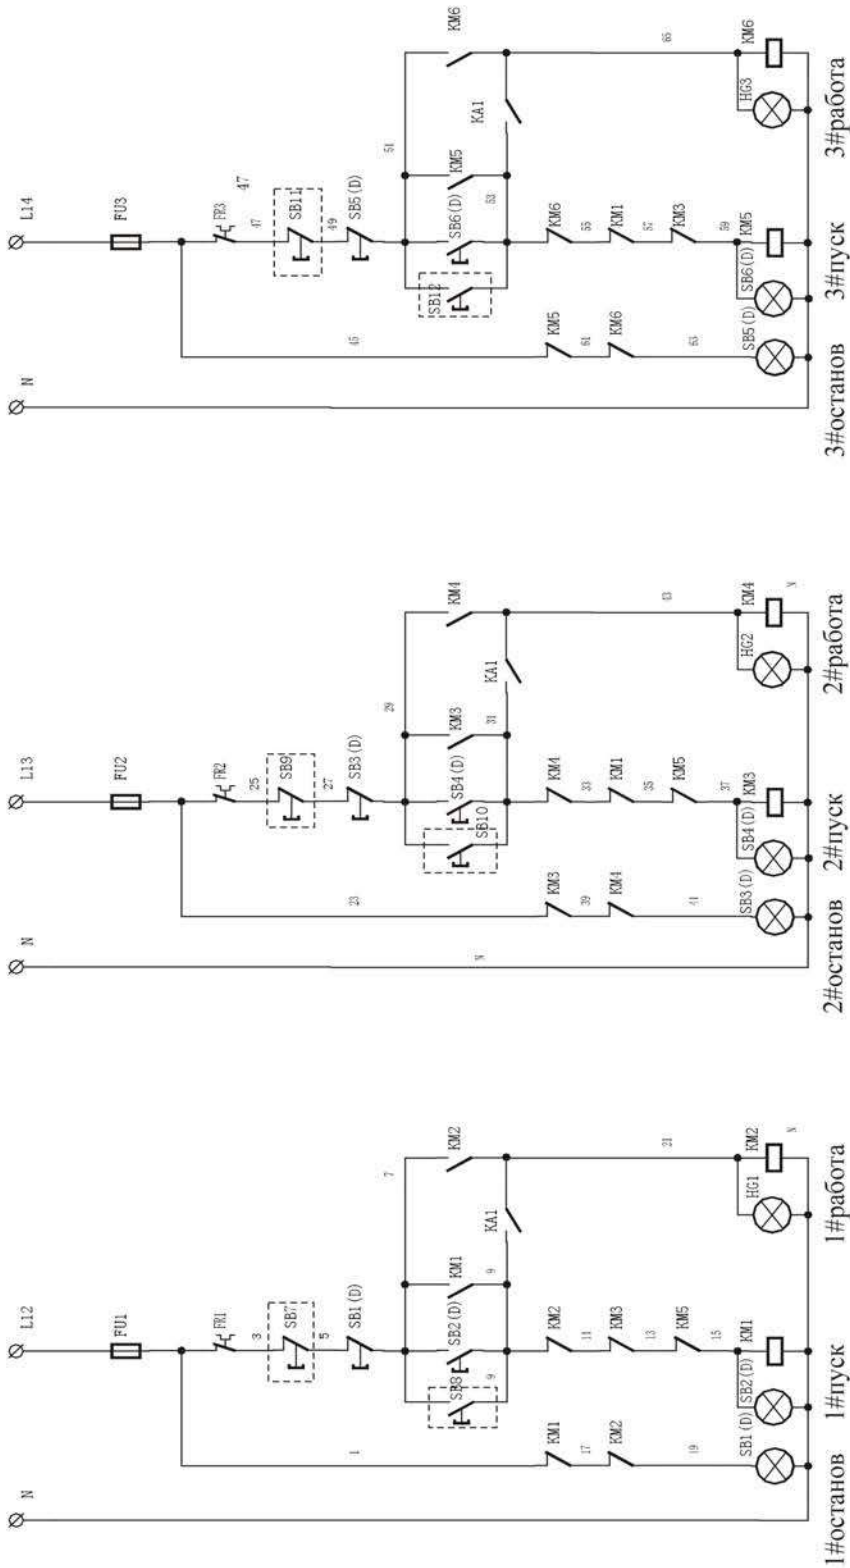 N
L14
FU3
FR3
47
47
SB11
49
SB5(D)
51
KM6
KM5
SB6(D)
SB12
53
KA1
45
KM6
55
KM1
57
KM3
59
KM5
61
KM6
63
65
SB5(D)
SB6(D)
KM5
HG3
KM6
3#останов
3#пуск
3#работа
N
L13
FU2
FR2
25
SB9
27
SB3(D)
29
KM4
KM3
SB4(D)
SB10
31
KA1
23
N
KM4
33
KM1
35
KM5
37
KM3
39
KM4
41
43
SB3(D)
SB4(D)
KM3
HG2
KM4
N
2#останов
2#пуск
2#работа
N
L12
FU1
FR1
3
SB7
5
SB1(D)
7
KM2
KM1
SB2(D)
SB8
9
9
KA1
1
KM2
11
KM3
13
KM5
15
KM1
17
KM2
19
21
SB1(D)
SB2(D)
KM1
HG1
KM2
N
1#останов
1#пуск
1#работа